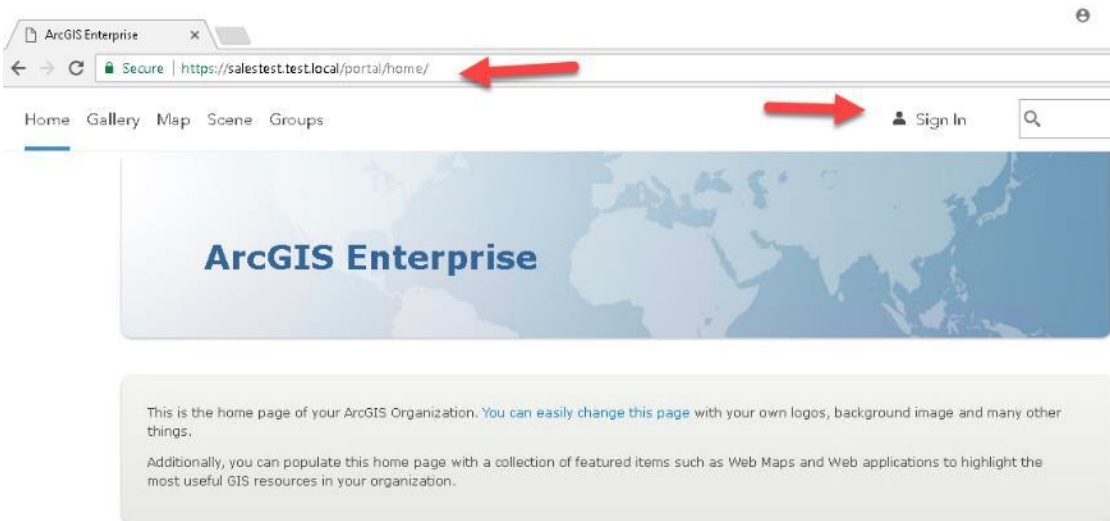 ArcGIS Enterprise
Secure | https://salestest.test.local/portal/home/
Home Gallery Map Scene Groups Sign In
ArcGIS Enterprise
This is the home page of your ArcGIS Organization. You can easily change this page with your own logos, background image and many other
things.
Additionally, you can populate this home page with a collection of featured items such as Web Maps and Web applications to highlight the
most useful GIS resources in your organization.